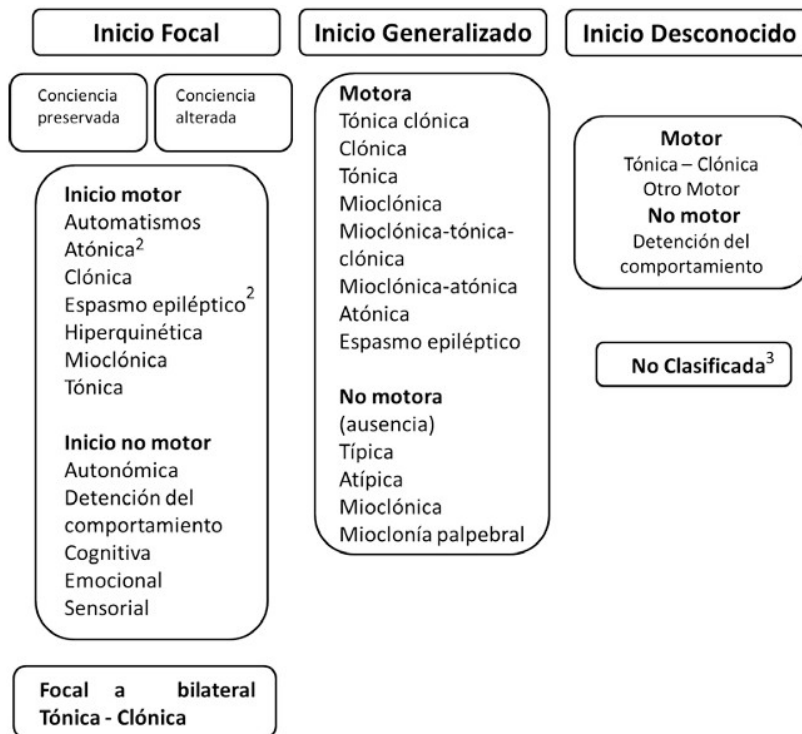 Inicio Focal
Conciencia
preservada
Conciencia
alterada
Inicio motor
Automatismos
Atónica²
Clónica
Espasmo epiléptico²
Hiperquinética
Mioclónica
Tónica
Inicio no motor
Autonómica
Detención del
comportamiento
Cognitiva
Emocional
Sensorial
Focal a bilateral
Tónica - Clónica
Inicio Generalizado
Motora
Tónica clónica
Clónica
Tónica
Mioclónica
Mioclónica-tónica-
clónica
Mioclónica-atónica
Atónica
Espasmo epiléptico
No motora
(ausencia)
Típica
Atípica
Mioclónica
Mioclonía palpebral
Inicio Desconocido
Motor
Tónica – Clónica
Otro Motor
No motor
Detención del
comportamiento
No Clasificada³